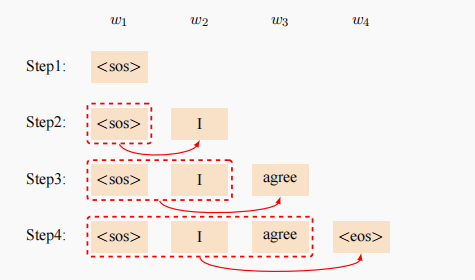 w₁ w₂ w₃ w₄
Step1: <sos>
Step2: <sos> I
Step3: <sos> I agree
Step4: <sos> I agree <eos>